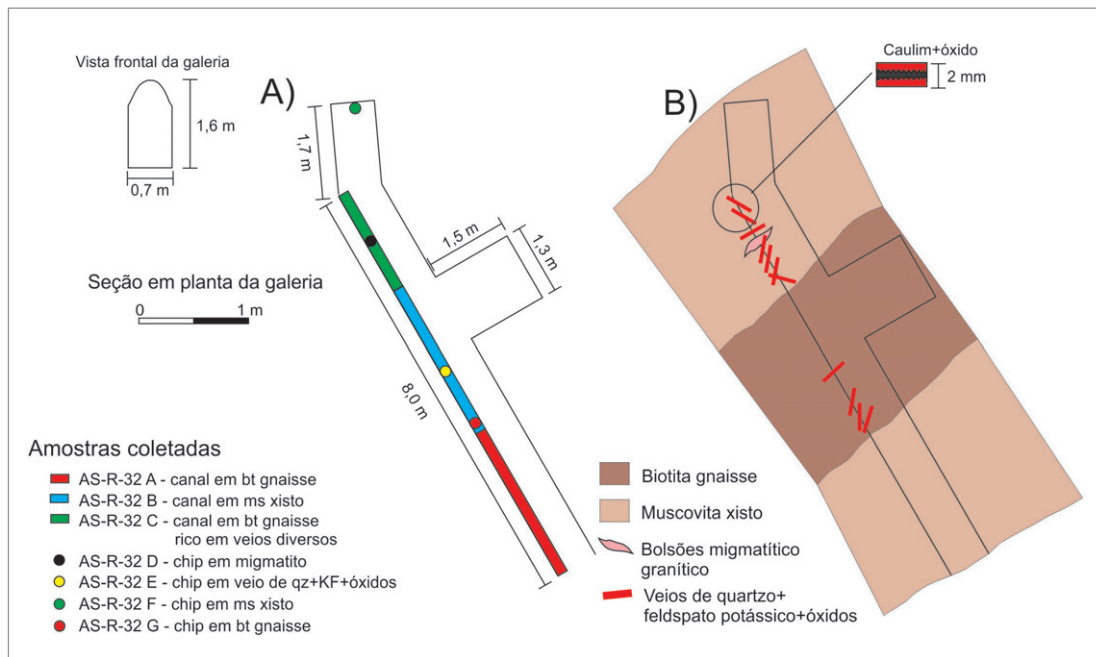 Vista frontal da galeria
1,6 m
0,7 m
Seção em planta da galeria
0
1 m
A)
1,7 m
1,5 m
1,3 m
8,0 m
B)
Caulim+óxido
2 mm
Amostras coletadas
AS-R-32 A - canal em bt gnaisse
AS-R-32 B - canal em ms xisto
AS-R-32 C - canal em bt gnaisse
rico em veios diversos
AS-R-32 D - chip em migmatito
AS-R-32 E - chip em veio de qz+KF+óxidos
AS-R-32 F - chip em ms xisto
AS-R-32 G - chip em bt gnaisse
Biotita gnaisse
Muscovita xisto
Bolsões migmatítico
granítico
Veios de quartzo+
feldspato potássico+óxidos